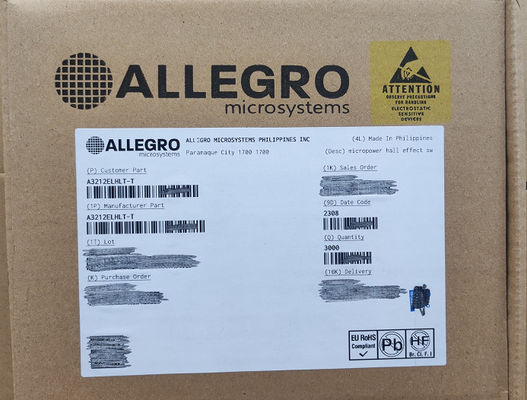 ALLEGRO
microsystems
ATTENTION
OBSERVE PRECAUTIONS
FOR HANDLING
ELECTROSTATIC
SENSITIVE
DEVICES
ALLEGRO
microsystems
ALLEGRO MICROSYSTEMS PHILIPPINES INC
Paranaque City 1700 1700
(4L) Made In Philippines
(Desc) micropower hall effect sw
(P) Customer Part
A3212ELHLT-T
(1P) Manufacturer Part
A3212ELHLT-T
(1T) Lot
(K) Purchase Order
(1K) Sales Order
(9D) Date Code
2308
(Q) Quantity
3000
(16K) Delivery
EU RoHS
Compliant
Pb
HF
Br, Cl, F, I